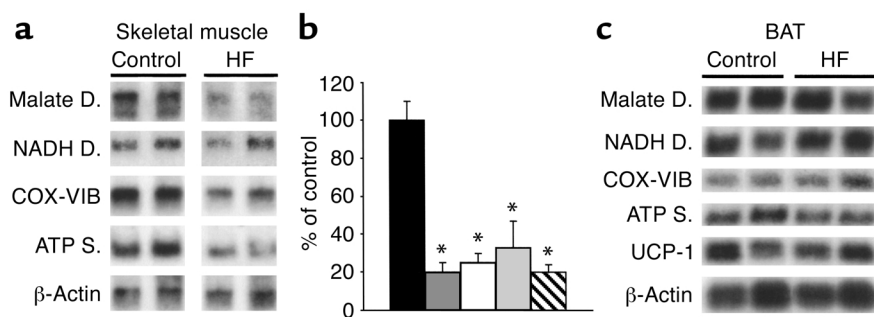 a
Skeletal muscle
Control HF
Malate D.
NADH D.
COX-VIB
ATP S.
β-Actin
b
% of control
120
100
80
60
40
20
0
* * * *
c
BAT
Control HF
Malate D.
NADH D.
COX-VIB
ATP S.
UCP-1
β-Actin